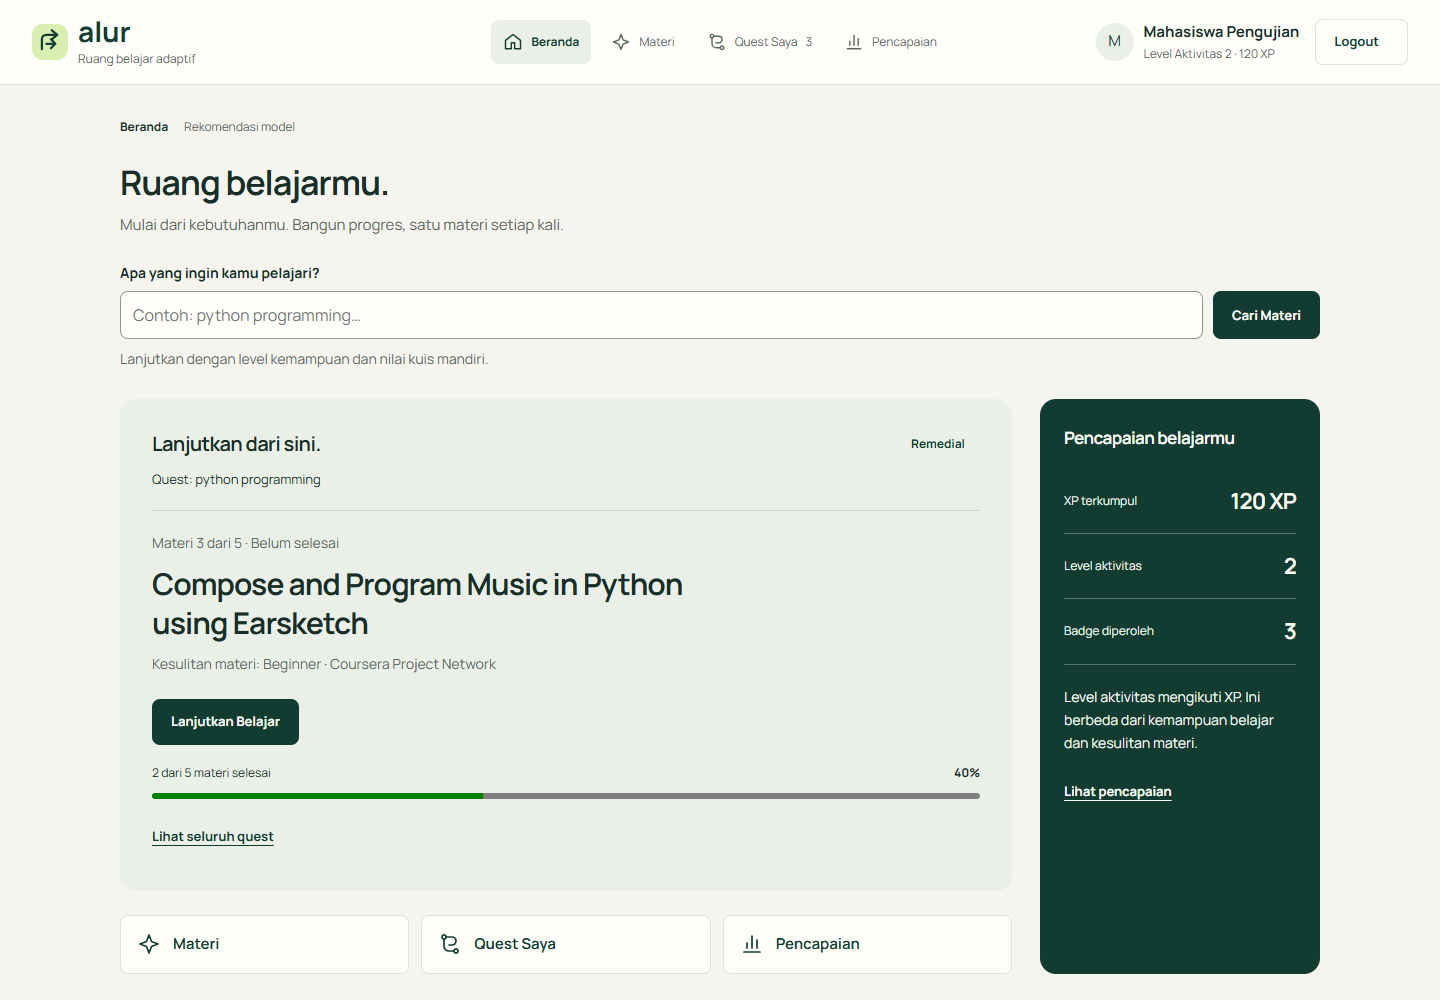 alur
Ruang belajar adaptif
Beranda
Materi
Quest Saya 3
Pencapaian
M
Mahasiswa Pengujian
Level Aktivitas 2 · 120 XP
Logout
Beranda Rekomendasi model
Ruang belajarmu.
Mulai dari kebutuhanmu. Bangun progres, satu materi setiap kali.
Apa yang ingin kamu pelajari?
Contoh: python programming...
Cari Materi
Lanjutkan dengan level kemampuan dan nilai kuis mandiri.
Lanjutkan dari sini.
Remedial
Quest: python programming
Materi 3 dari 5 · Belum selesai
Compose and Program Music in Python
using Earsketch
Kesulitan materi: Beginner · Coursera Project Network
Lanjutkan Belajar
2 dari 5 materi selesai
40%
Lihat seluruh quest
Materi
Quest Saya
Pencapaian
Pencapaian belajarmu
XP terkumpul 120 XP
Level aktivitas 2
Badge diperoleh 3
Level aktivitas mengikuti XP. Ini
berbeda dari kemampuan belajar
dan kesulitan materi.
Lihat pencapaian